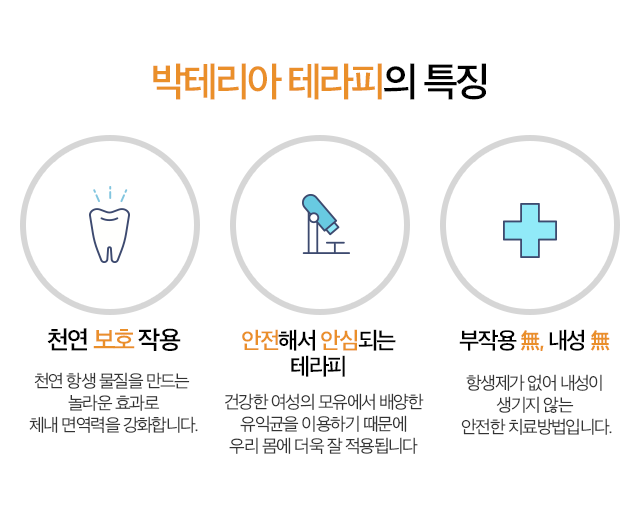 박테리아 테라피의 특징
천연 보호 작용
천연 항생 물질을 만드는
놀라운 효과로
체내 면역력을 강화합니다.
안전해서 안심되는
테라피
건강한 여성의 모유에서 배양한
유익균을 이용하기 때문에
우리 몸에 더욱 잘 적용됩니다
부작용 無, 내성 無
항생제가 없어 내성이
생기지 않는
안전한 치료방법입니다.